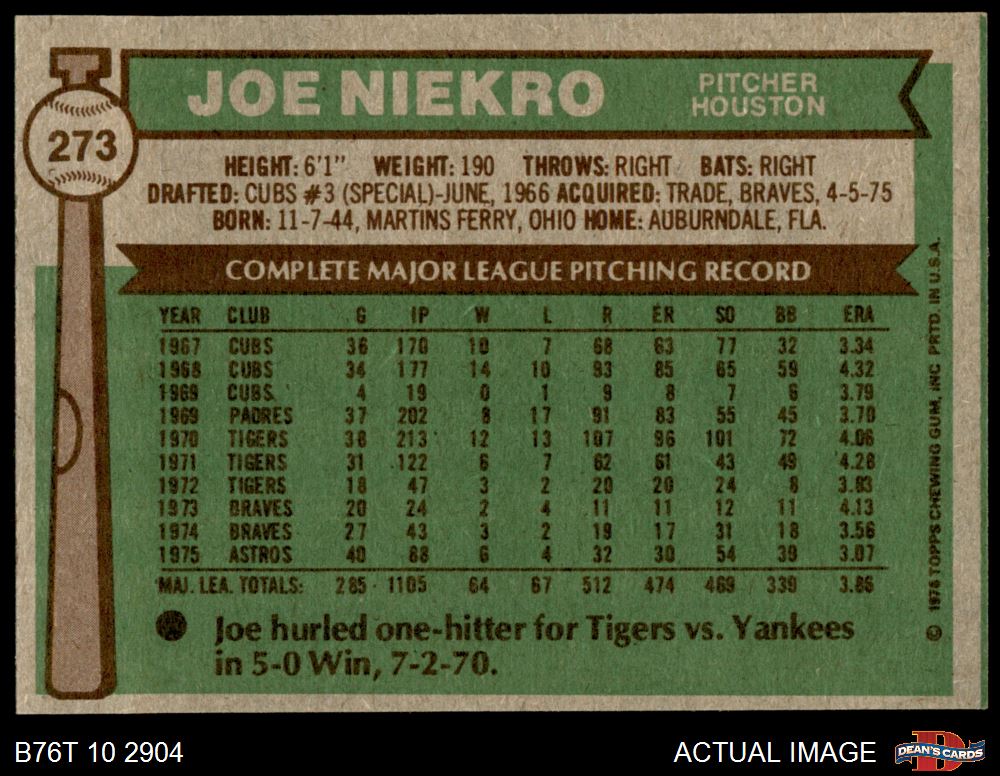 JOE NIEKRO
PITCHER
HOUSTON
273
HEIGHT: 6'1" WEIGHT: 190 THROWS: RIGHT BATS: RIGHT
DRAFTED: CUBS #3 (SPECIAL)-JUNE, 1966 ACQUIRED: TRADE, BRAVES, 4-5-75
BORN: 11-7-44, MARTINS FERRY, OHIO HOME: AUBURNDALE, FLA.
COMPLETE MAJOR LEAGUE PITCHING RECORD
YEAR CLUB G IP W L R ER SO BB ERA
1967 CUBS 36 170 10 7 68 63 77 32 3.34
1968 CUBS 34 177 14 10 93 85 65 59 4.32
1969 CUBS 4 19 0 1 9 8 7 6 3.79
1969 PADRES 37 202 8 17 91 83 55 45 3.70
1970 TIGERS 38 213 12 13 107 96 101 72 4.06
1971 TIGERS 31 122 6 7 62 61 43 49 4.28
1972 TIGERS 18 47 3 2 20 20 24 8 3.83
1973 BRAVES 20 24 2 4 11 11 12 11 4.13
1974 BRAVES 27 43 3 2 19 17 31 18 3.56
1975 ASTROS 40 88 6 4 32 30 54 39 3.07
MAJ. LEA. TOTALS: 285 1105 64 67 512 474 469 339 3.86
Joe hurled one-hitter for Tigers vs. Yankees
in 5-0 Win, 7-2-70.
© 1976 TOPPS CHEWING GUM, INC PRTD. IN U.S.A.
B76T 10 2904
ACTUAL IMAGE
DEAN'S CARDS